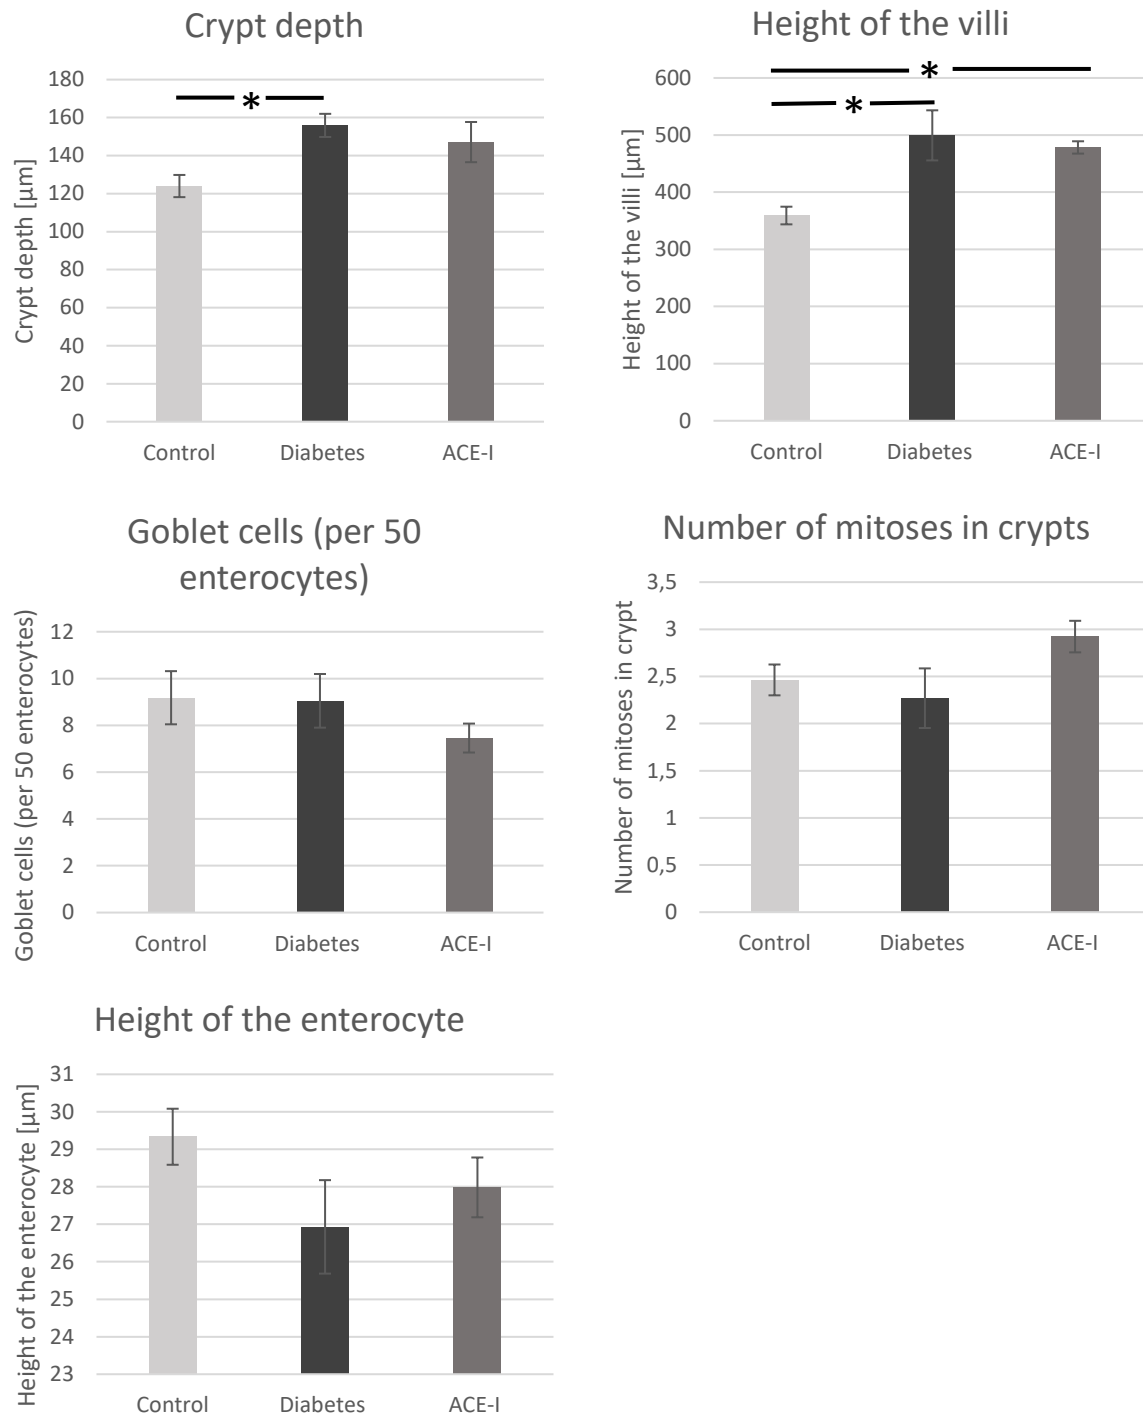 Crypt depth
180
160
140
120
100
80
60
40
20
0
Crypt depth [µm]
*
Control Diabetes ACE-I
Height of the villi
600
500
400
300
200
100
0
Height of the villi [µm]
*
*
Control Diabetes ACE-I
Goblet cells (per 50
enterocytes)
12
10
8
6
4
2
0
Goblet cells (per 50 enterocytes)
Control Diabetes ACE-I
Number of mitoses in crypts
3,5
3
2,5
2
1,5
1
0,5
0
Number of mitoses in crypt
Control Diabetes ACE-I
Height of the enterocyte
31
30
29
28
27
26
25
24
23
Height of the enterocyte [µm]
Control Diabetes ACE-I